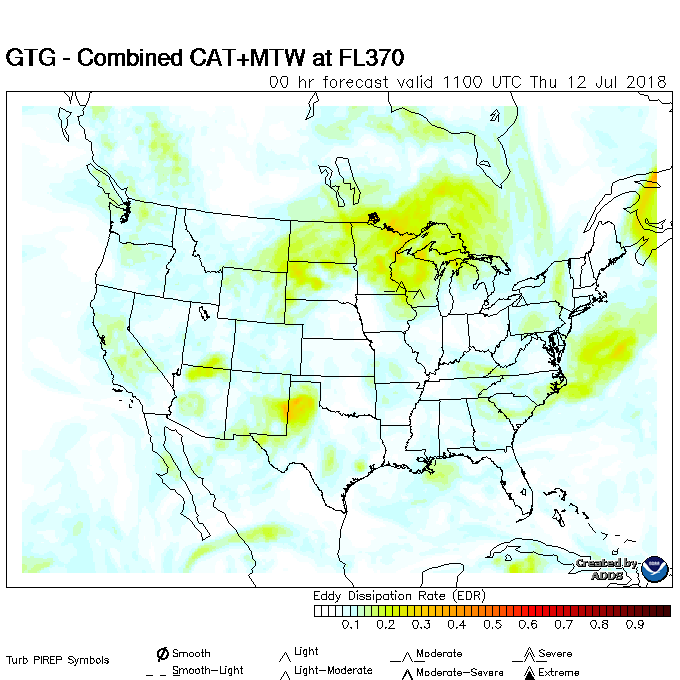 GTG - Combined CAT+MTW at FL370
00 hr forecast valid 1100 UTC Thu 12 Jul 2018
Created by
ADDS
Eddy Dissipation Rate (EDR)
0.1 0.2 0.3 0.4 0.5 0.6 0.7 0.8 0.9
Turb PIREP Symbols
Smooth Light Moderate Severe
Smooth-Light Light-Moderate Moderate-Severe Extreme